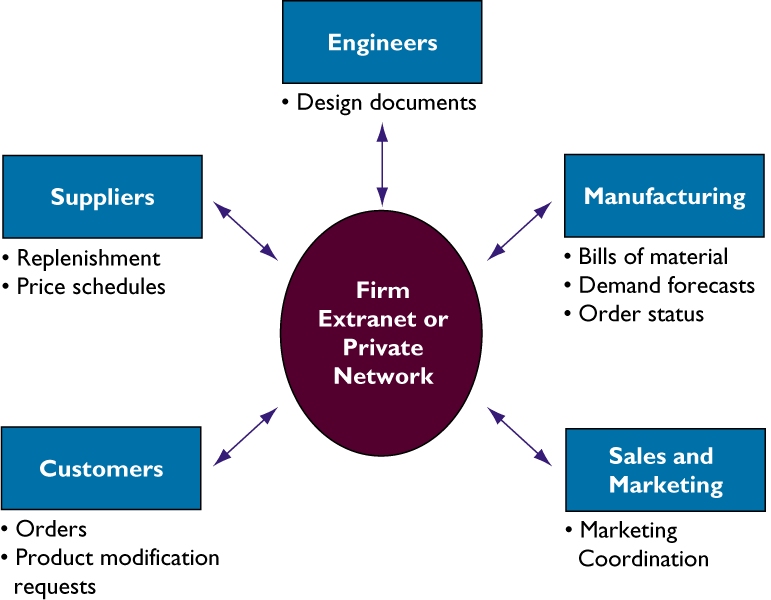 Engineers
• Design documents
Suppliers
• Replenishment
• Price schedules
Manufacturing
• Bills of material
• Demand forecasts
• Order status
Firm
Extranet or
Private
Network
Customers
• Orders
• Product modification
requests
Sales and
Marketing
• Marketing
Coordination